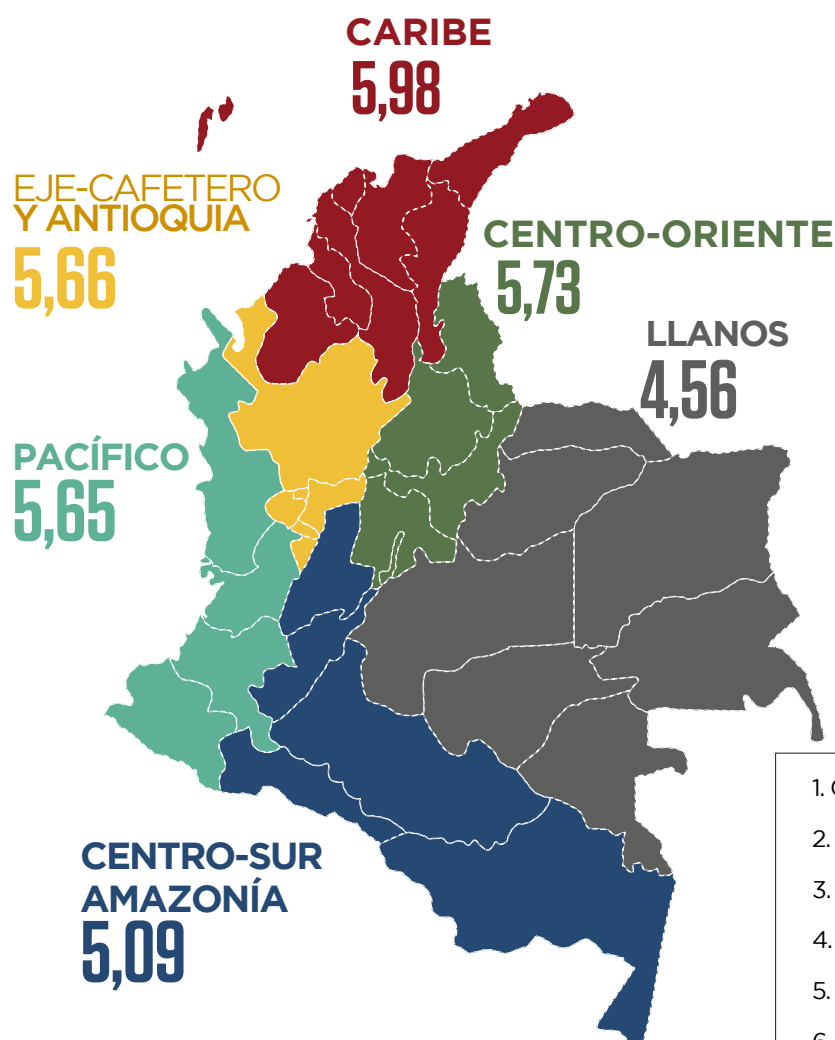 CARIBE
5,98
EJE-CAFETERO
Y ANTIOQUIA
5,66
CENTRO-ORIENTE
5,73
LLANOS
4,56
PACÍFICO
5,65
CENTRO-SUR
AMAZONÍA
5,09
1.
2.
3.
4.
5.